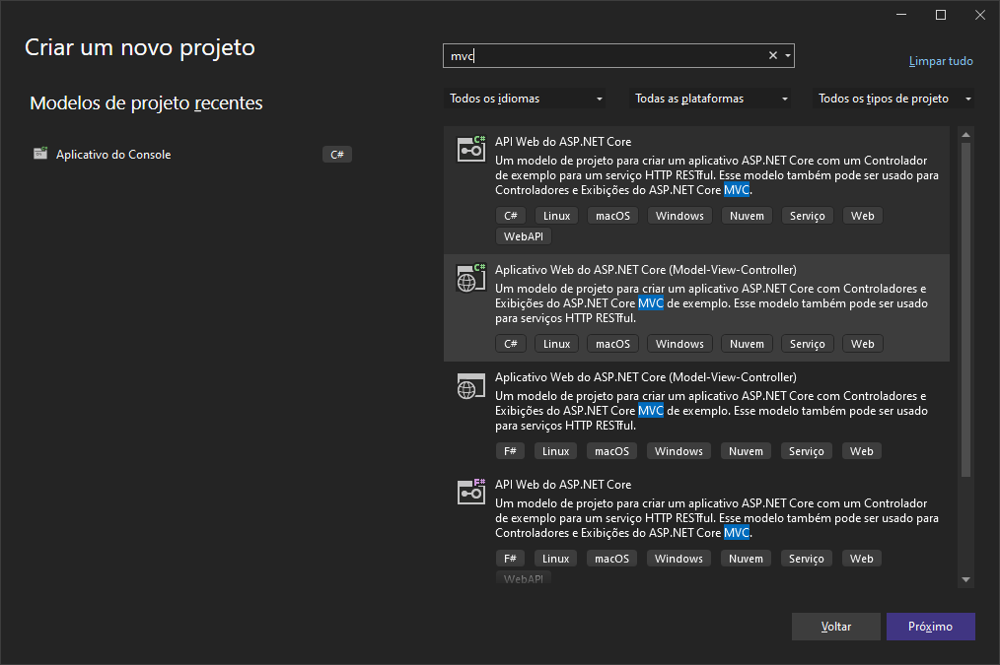 Criar um novo projeto
mvc
Limpar tudo
Modelos de projeto recentes
Aplicativo do Console
C#
Todos os idiomas
Todas as plataformas
Todos os tipos de projeto
C#
API Web do ASP.NET Core
Um modelo de projeto para criar um aplicativo ASP.NET Core com um Controlador
de exemplo para um serviço HTTP RESTful. Esse modelo também pode ser usado para
Controladores e Exibições do ASP.NET Core MVC.
C# Linux macOS Windows Nuvem Serviço Web
WebAPI
C#
Aplicativo Web do ASP.NET Core (Model-View-Controller)
Um modelo de projeto para criar um aplicativo ASP.NET Core com Controladores e
Exibições do ASP.NET Core MVC de exemplo. Esse modelo também pode ser usado
para serviços HTTP RESTful.
C# Linux macOS Windows Nuvem Serviço Web
Aplicativo Web do ASP.NET Core (Model-View-Controller)
Um modelo de projeto para criar um aplicativo ASP.NET Core com Controladores e
Exibições do ASP.NET Core MVC de exemplo. Esse modelo também pode ser usado
para serviços HTTP RESTful.
F# Linux macOS Windows Nuvem Serviço Web
F#
API Web do ASP.NET Core
Um modelo de projeto para criar um aplicativo ASP.NET Core com um Controlador
de exemplo para um serviço HTTP RESTful. Esse modelo também pode ser usado para
Controladores e Exibições do ASP.NET Core MVC.
F# Linux macOS Windows Nuvem Serviço Web
WebAPI
Voltar
Próximo